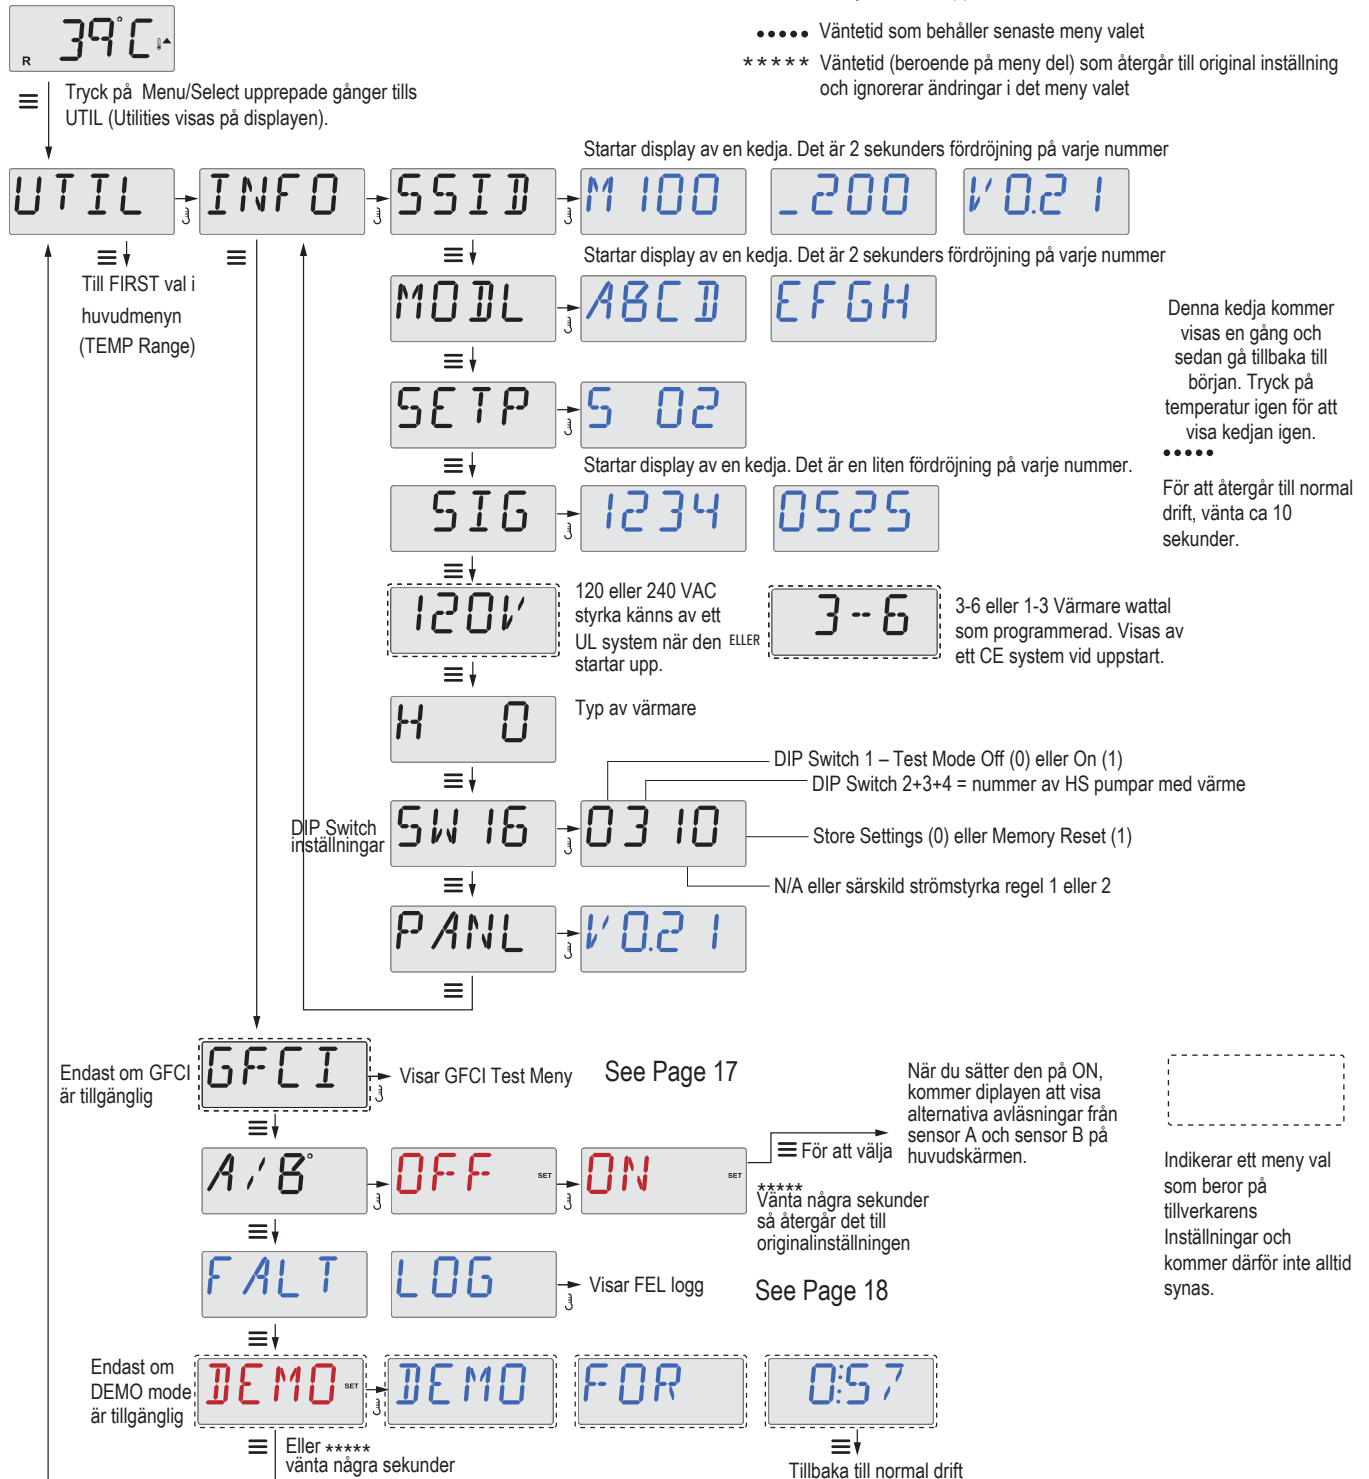 39°C
R
••••• Väntetid som behåller senaste meny valet
***** Väntetid (beroende på meny del) som återgår till original inställning
och ignorerar ändringar i det meny valet
Tryck på Menu/Select upprepade gånger tills
UTIL (Utilities visas på displayen).
Startar display av en kedja. Det är 2 sekunders fördröjning på varje nummer
UTIL
INFO
SSID
M 100
_200
V 0.21
Till FIRST val i
huvudmenyn
(TEMP Range)
Startar display av en kedja. Det är 2 sekunders fördröjning på varje nummer
MODL
ABCD
EFGH
Denna kedja kommer
visas en gång och
sedan gå tillbaka till
början. Tryck på
temperatur igen för att
visa kedjan igen.
•••••
För att återgår till normal
drift, vänta ca 10
sekunder.
SETP
S 02
Startar display av en kedja. Det är en liten fördröjning på varje nummer.
SIG
1234
0525
120V
120 eller 240 VAC
styrka känns av ett
UL system när den
startar upp.
ELLER
3-6
3-6 eller 1-3 Värmare wattal
som programmerad. Visas av
ett CE system vid uppstart.
H 0
Typ av värmare
DIP Switch 1 – Test Mode Off (0) eller On (1)
DIP Switch 2+3+4 = nummer av HS pumpar med värme
DIP Switch
inställningar
SW 16
0310
Store Settings (0) eller Memory Reset (1)
N/A eller särskild strömstyrka regel 1 eller 2
PANL
V 0.21
Endast om GFCI
är tillgänglig
GFCI
Visar GFCI Test Meny
See Page 17
När du sätter den på ON,
kommer diplayen att visa
alternativa avläsningar från
sensor A och sensor B på
huvudskärmen.
A/B°
OFF
SET
ON
SET
För att välja
*****
Vänta några sekunder
så återgår det till
originalinställningen
Indikerar ett meny val
som beror på
tillverkarens
Inställningar och
kommer därför inte alltid
synas.
FALT
LOG
Visar FEL logg
See Page 18
Endast om
DEMO mode
är tillgänglig
DEMO
SET
DEMO
FOR
0:57
Eller *****
vänta några sekunder
Tillbaka till normal drift